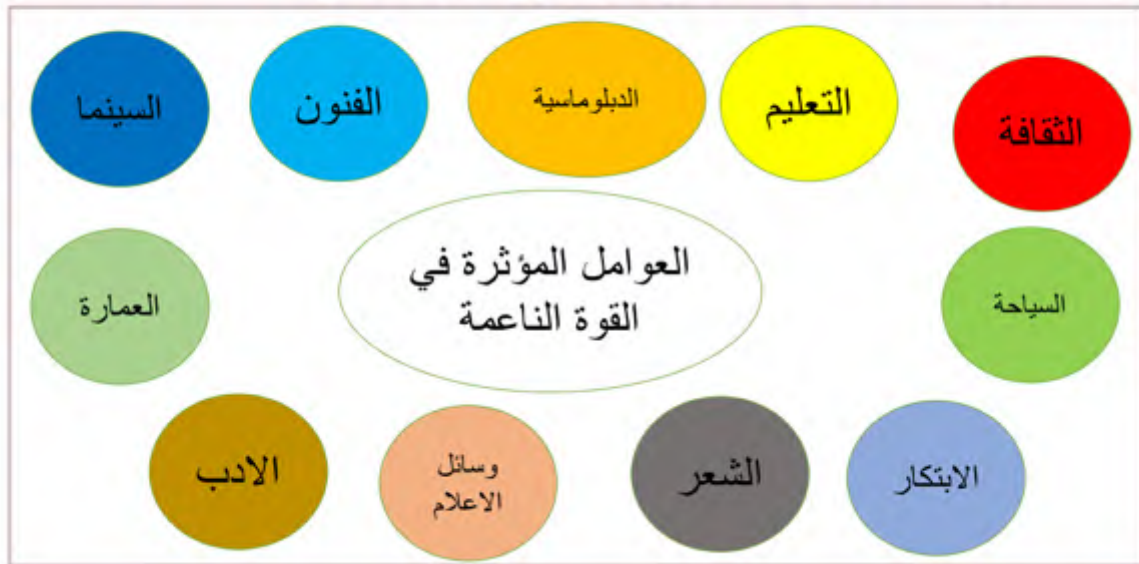 الثقافة
التعليم
الدبلوماسية
الفنون
السينما
العوامل المؤثرة في
القوة الناعمة
السياحة
العمارة
الابتكار
الشعر
وسائل
الاعلام
الادب